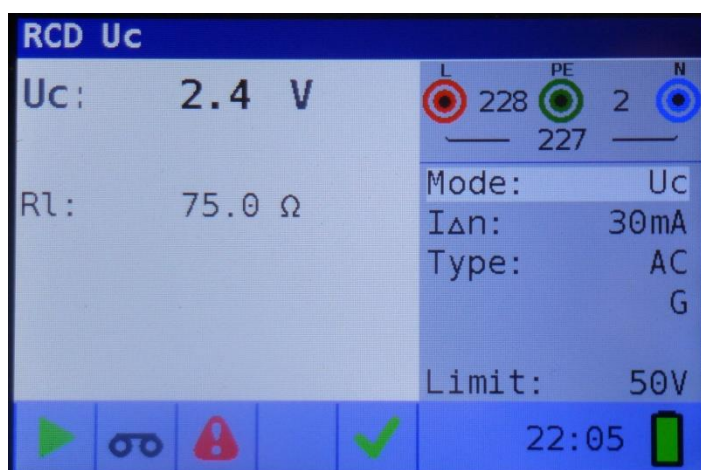 RCD Uc
Uc: 2.4 V
Rl: 75.0 Ω
L PE N
228 2
227
Mode: Uc
I△n: 30mA
Type: AC
G
Limit: 50V
22:05